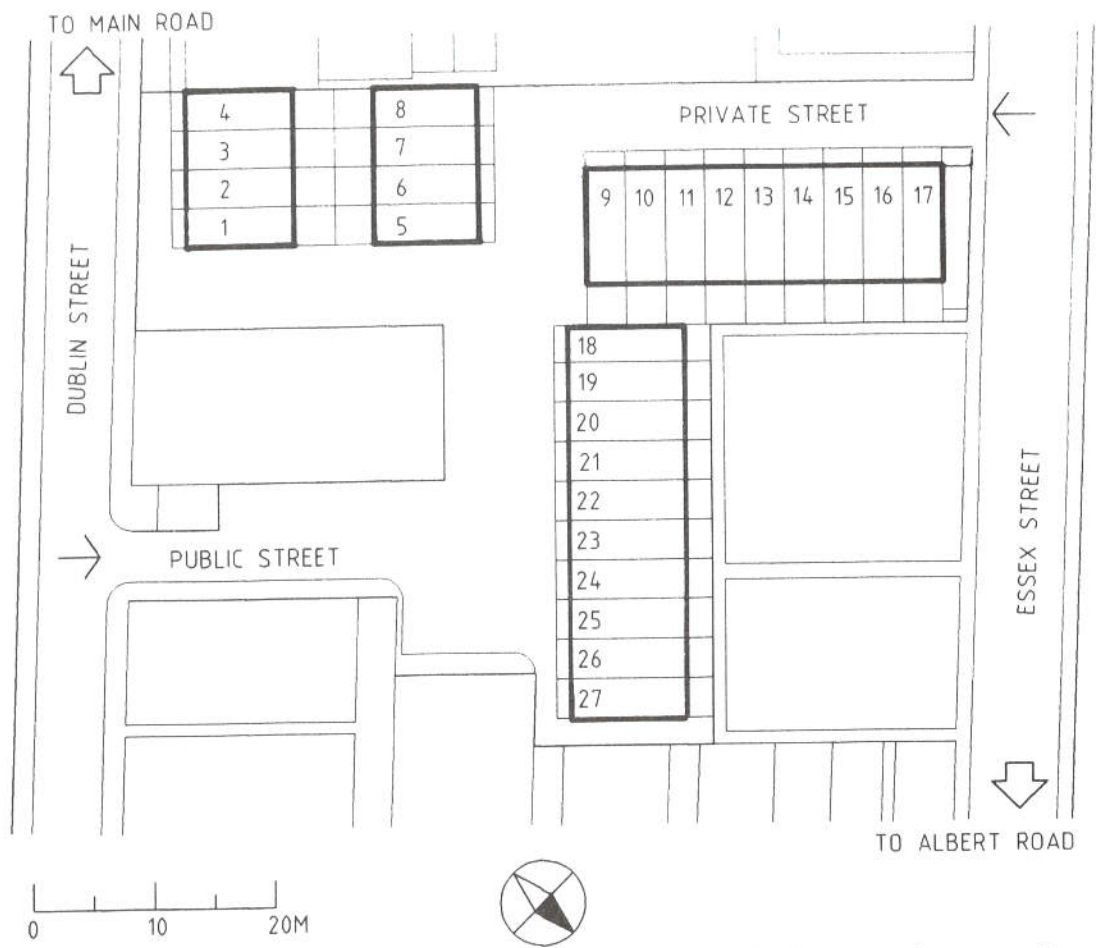 TO MAIN ROAD
4
3
2
1
8
7
6
5
PRIVATE STREET
9 10 11 12 13 14 15 16 17
DUBLIN STREET
18
19
20
21
22
23
24
25
26
27
PUBLIC STREET
ESSEX STREET
TO ALBERT ROAD
0 10 20M